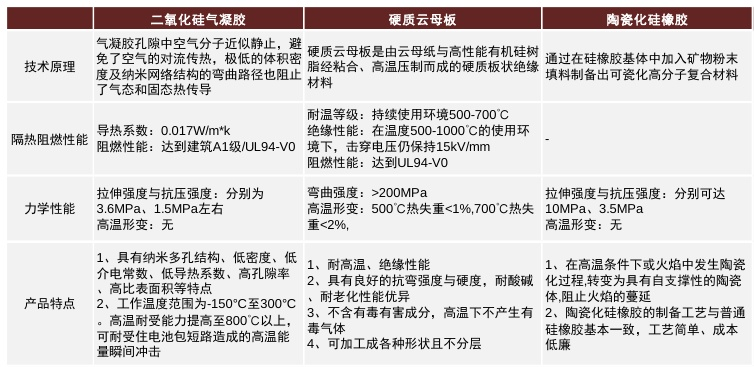 二氧化硅气凝胶
硬质云母板
陶瓷化硅橡胶
技术原理
气凝胶孔隙中空气分子近似静止，避
免了空气的对流传热，极低的体积密
度及纳米网络结构的弯曲路径也阻止
了气态和固态热传导
硬质云母板是由云母纸与高性能有机硅树
脂经粘合、高温压制而成的硬质板状绝缘
材料
通过在硅橡胶基体中加入矿物粉末
填料制备出可瓷化高分子复合材料
隔热阻燃性能
导热系数：0.017W/m*k
阻燃性能：达到建筑A1级/UL94-V0
耐温等级：持续使用环境500-700℃
绝缘性能：在温度500-1000℃的使用环
境下，击穿电压仍保持15kV/mm
阻燃性能：达到UL94-V0
-
力学性能
拉伸强度与抗压强度：分别为
3.6MPa、1.5MPa左右
高温形变：无
弯曲强度：>200MPa
高温形变：500℃热失重<1%,700℃热失
重<2%,
拉伸强度与抗压强度：分别可达
10MPa、3.5MPa
高温形变：无
产品特点
1、具有纳米多孔结构、低密度、低
介电常数、低导热系数、高孔隙率
、高比表面积等特点
2、工作温度范围为-150°C至300°C
。高温耐受能力提高至800℃以上，
可耐受住电池包短路造成的高温能
量瞬间冲击
1、耐高温、绝缘性能
2、具有良好的抗弯强度与硬度，耐酸碱
、耐老化性能优异
3、不含有毒有害成分，高温下不产生有
毒气体
4、可加工成各种形状且不分层
1、在高温条件下或火焰中发生陶瓷
化过程,转变为具有自支撑性的陶瓷
体,阻止火焰的蔓延
2、陶瓷化硅橡胶的制备工艺与普通
硅橡胶基本一致，工艺简单、成本
低廉